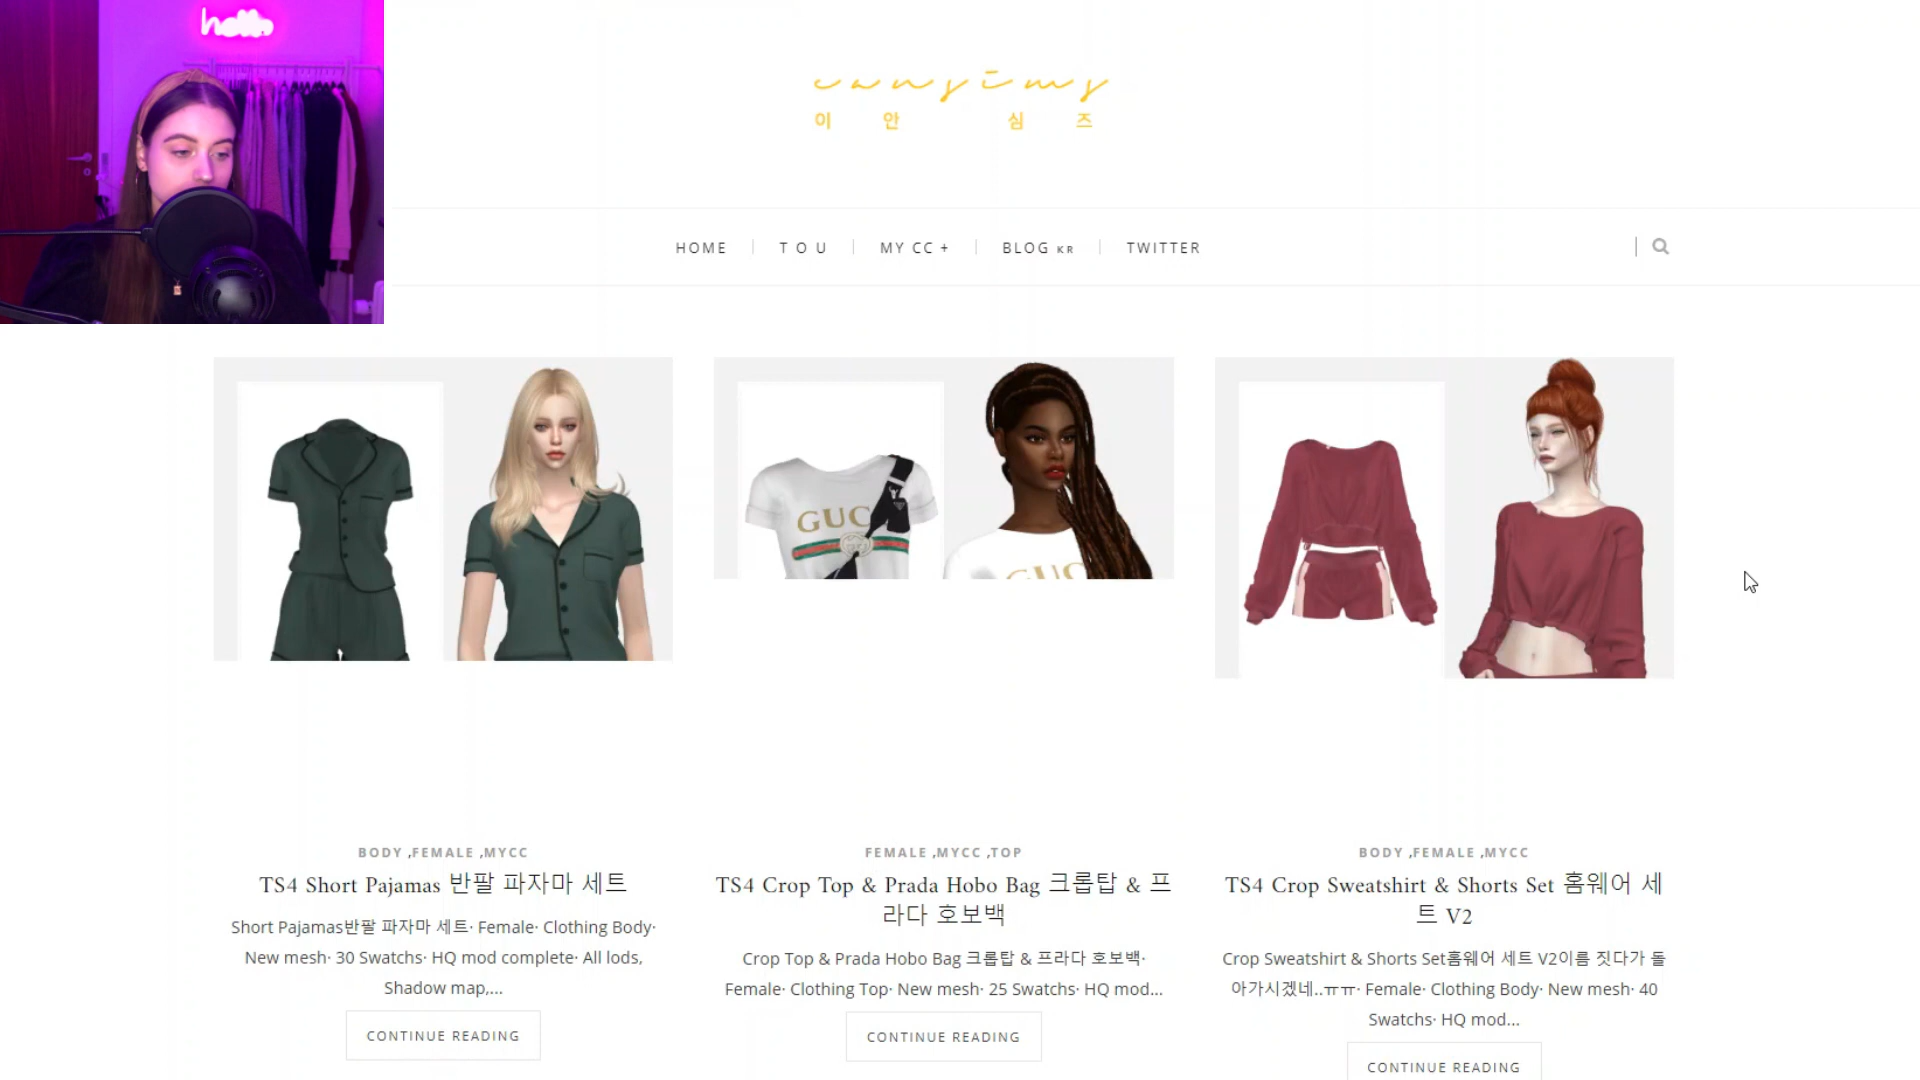 hello
eansims
이 안 심 즈
HOME
T O U
MY CC +
BLOG KR
TWITTER
GUC
GUC
BODY ,FEMALE ,MYCC
TS4 Short Pajamas 반팔 파자마 세트
Short Pajamas반팔 파자마 세트· Female· Clothing Body·
New mesh· 30 Swatchs· HQ mod complete· All lods,
Shadow map,...
CONTINUE READING
FEMALE ,MYCC ,TOP
TS4 Crop Top & Prada Hobo Bag 크롭탑 & 프
라다 호보백
Crop Top & Prada Hobo Bag 크롭탑 & 프라다 호보백·
Female· Clothing Top· New mesh· 25 Swatchs· HQ mod...
CONTINUE READING
BODY ,FEMALE ,MYCC
TS4 Crop Sweatshirt & Shorts Set 홈웨어 세
트 V2
Crop Sweatshirt & Shorts Set홈웨어 세트 V2이름 짓다가 돌
아가시겠네..ㅠㅠ· Female· Clothing Body· New mesh· 40
Swatchs· HQ mod...
CONTINUE READING